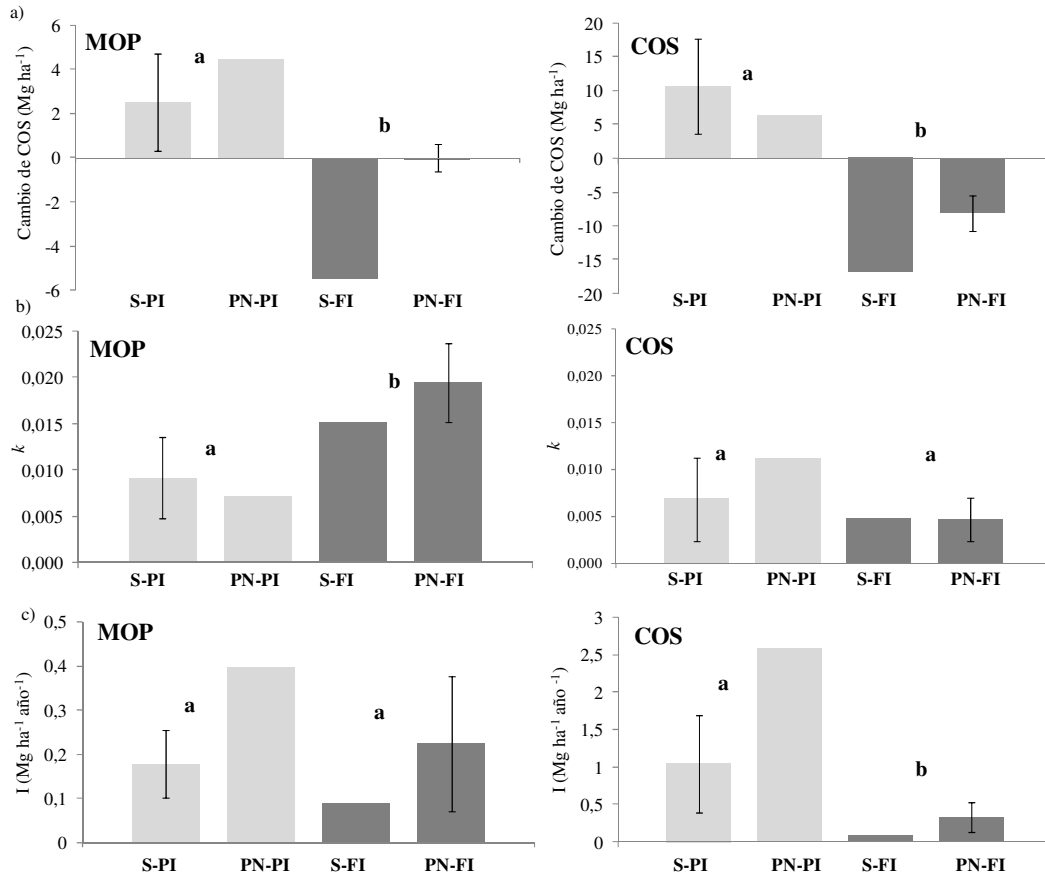 a)
MOP
Cambio de COS (Mg ha⁻¹)
6
4
2
0
-2
-4
-6
a
b
S-PI PN-PI S-FI PN-FI
COS
Cambio de COS (Mg ha⁻¹)
20
15
10
5
0
-5
-10
-15
-20
a
b
S-PI PN-PI S-FI PN-FI
b)
MOP
k
0,025
0,020
0,015
0,010
0,005
0,000
a
b
S-PI PN-PI S-FI PN-FI
COS
k
0,025
0,020
0,015
0,010
0,005
0,000
a
a
S-PI PN-PI S-FI PN-FI
c)
MOP
I (Mg ha⁻¹ año⁻¹)
0,5
0,4
0,3
0,2
0,1
0
a
a
S-PI PN-PI S-FI PN-FI
COS
I (Mg ha⁻¹ año ⁻¹)
3
2,5
2
1,5
1
0,5
0
a
b
S-PI PN-PI S-FI PN-FI